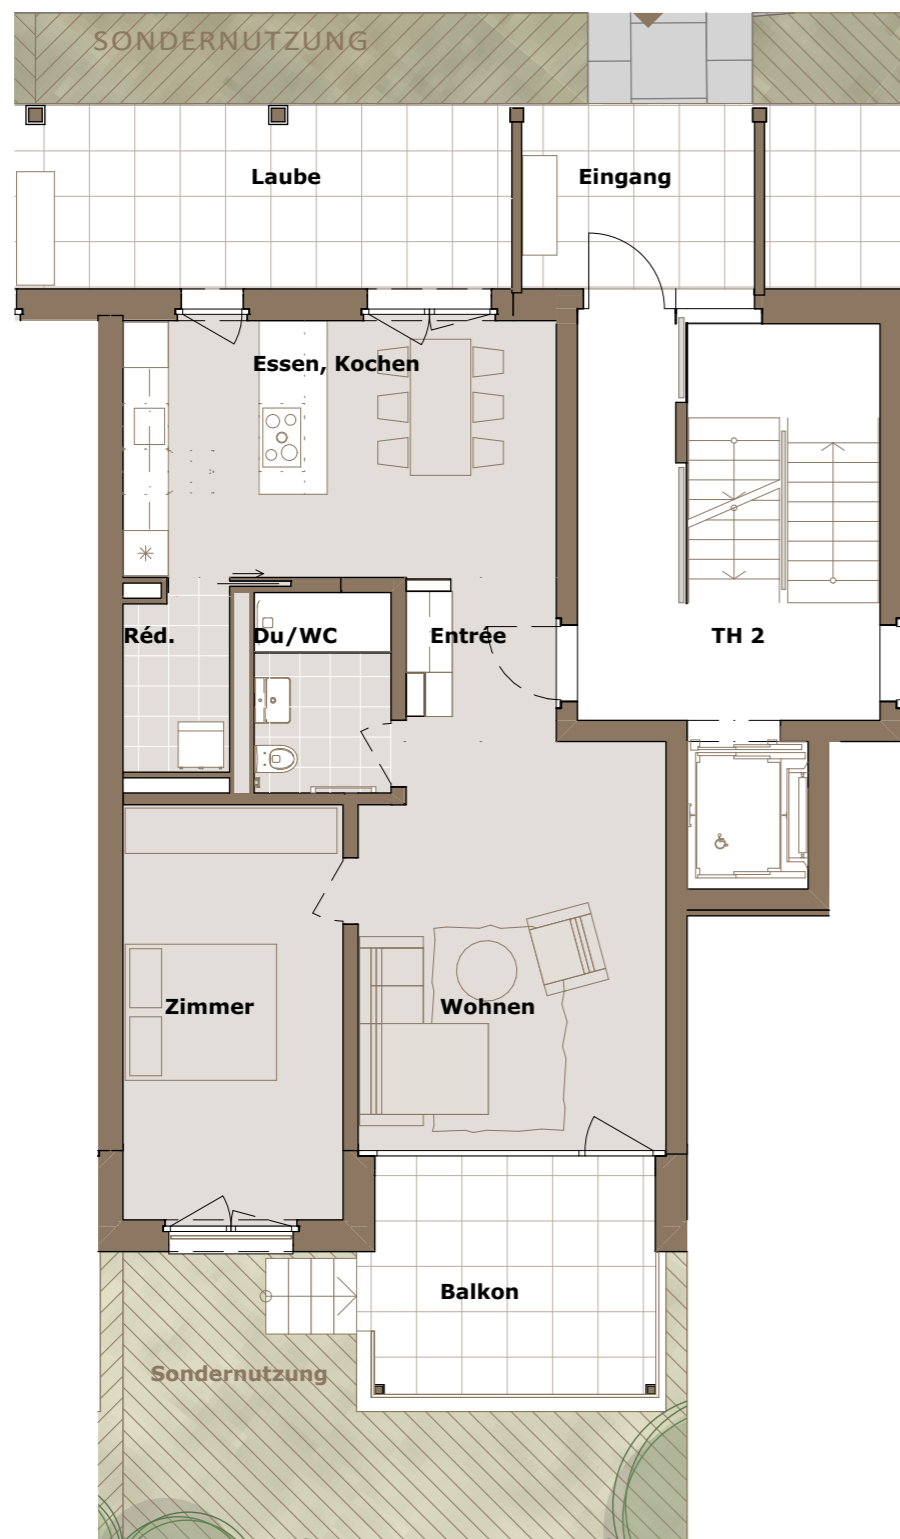 SONDERNUTZUNG
Laube
Eingang
Essen, Kochen
Réd.
Du/WC
Entrée
TH 2
Zimmer
Wohnen
Balkon
Sondernutzung